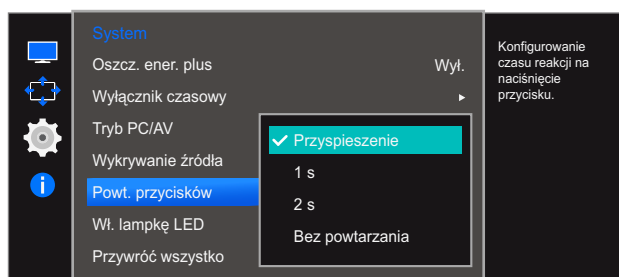 System
Oszcz. ener. plus Wył.
Wyłącznik czasowy
Tryb PC/AV
Wykrywanie źródła
Powt. przycisków
Wł. lampkę LED
Przywróć wszystko
Przyspieszenie
1 s
2 s
Bez powtarzania
Konfigurowanie
czasu reakcji na
naciśnięcie
przycisku.